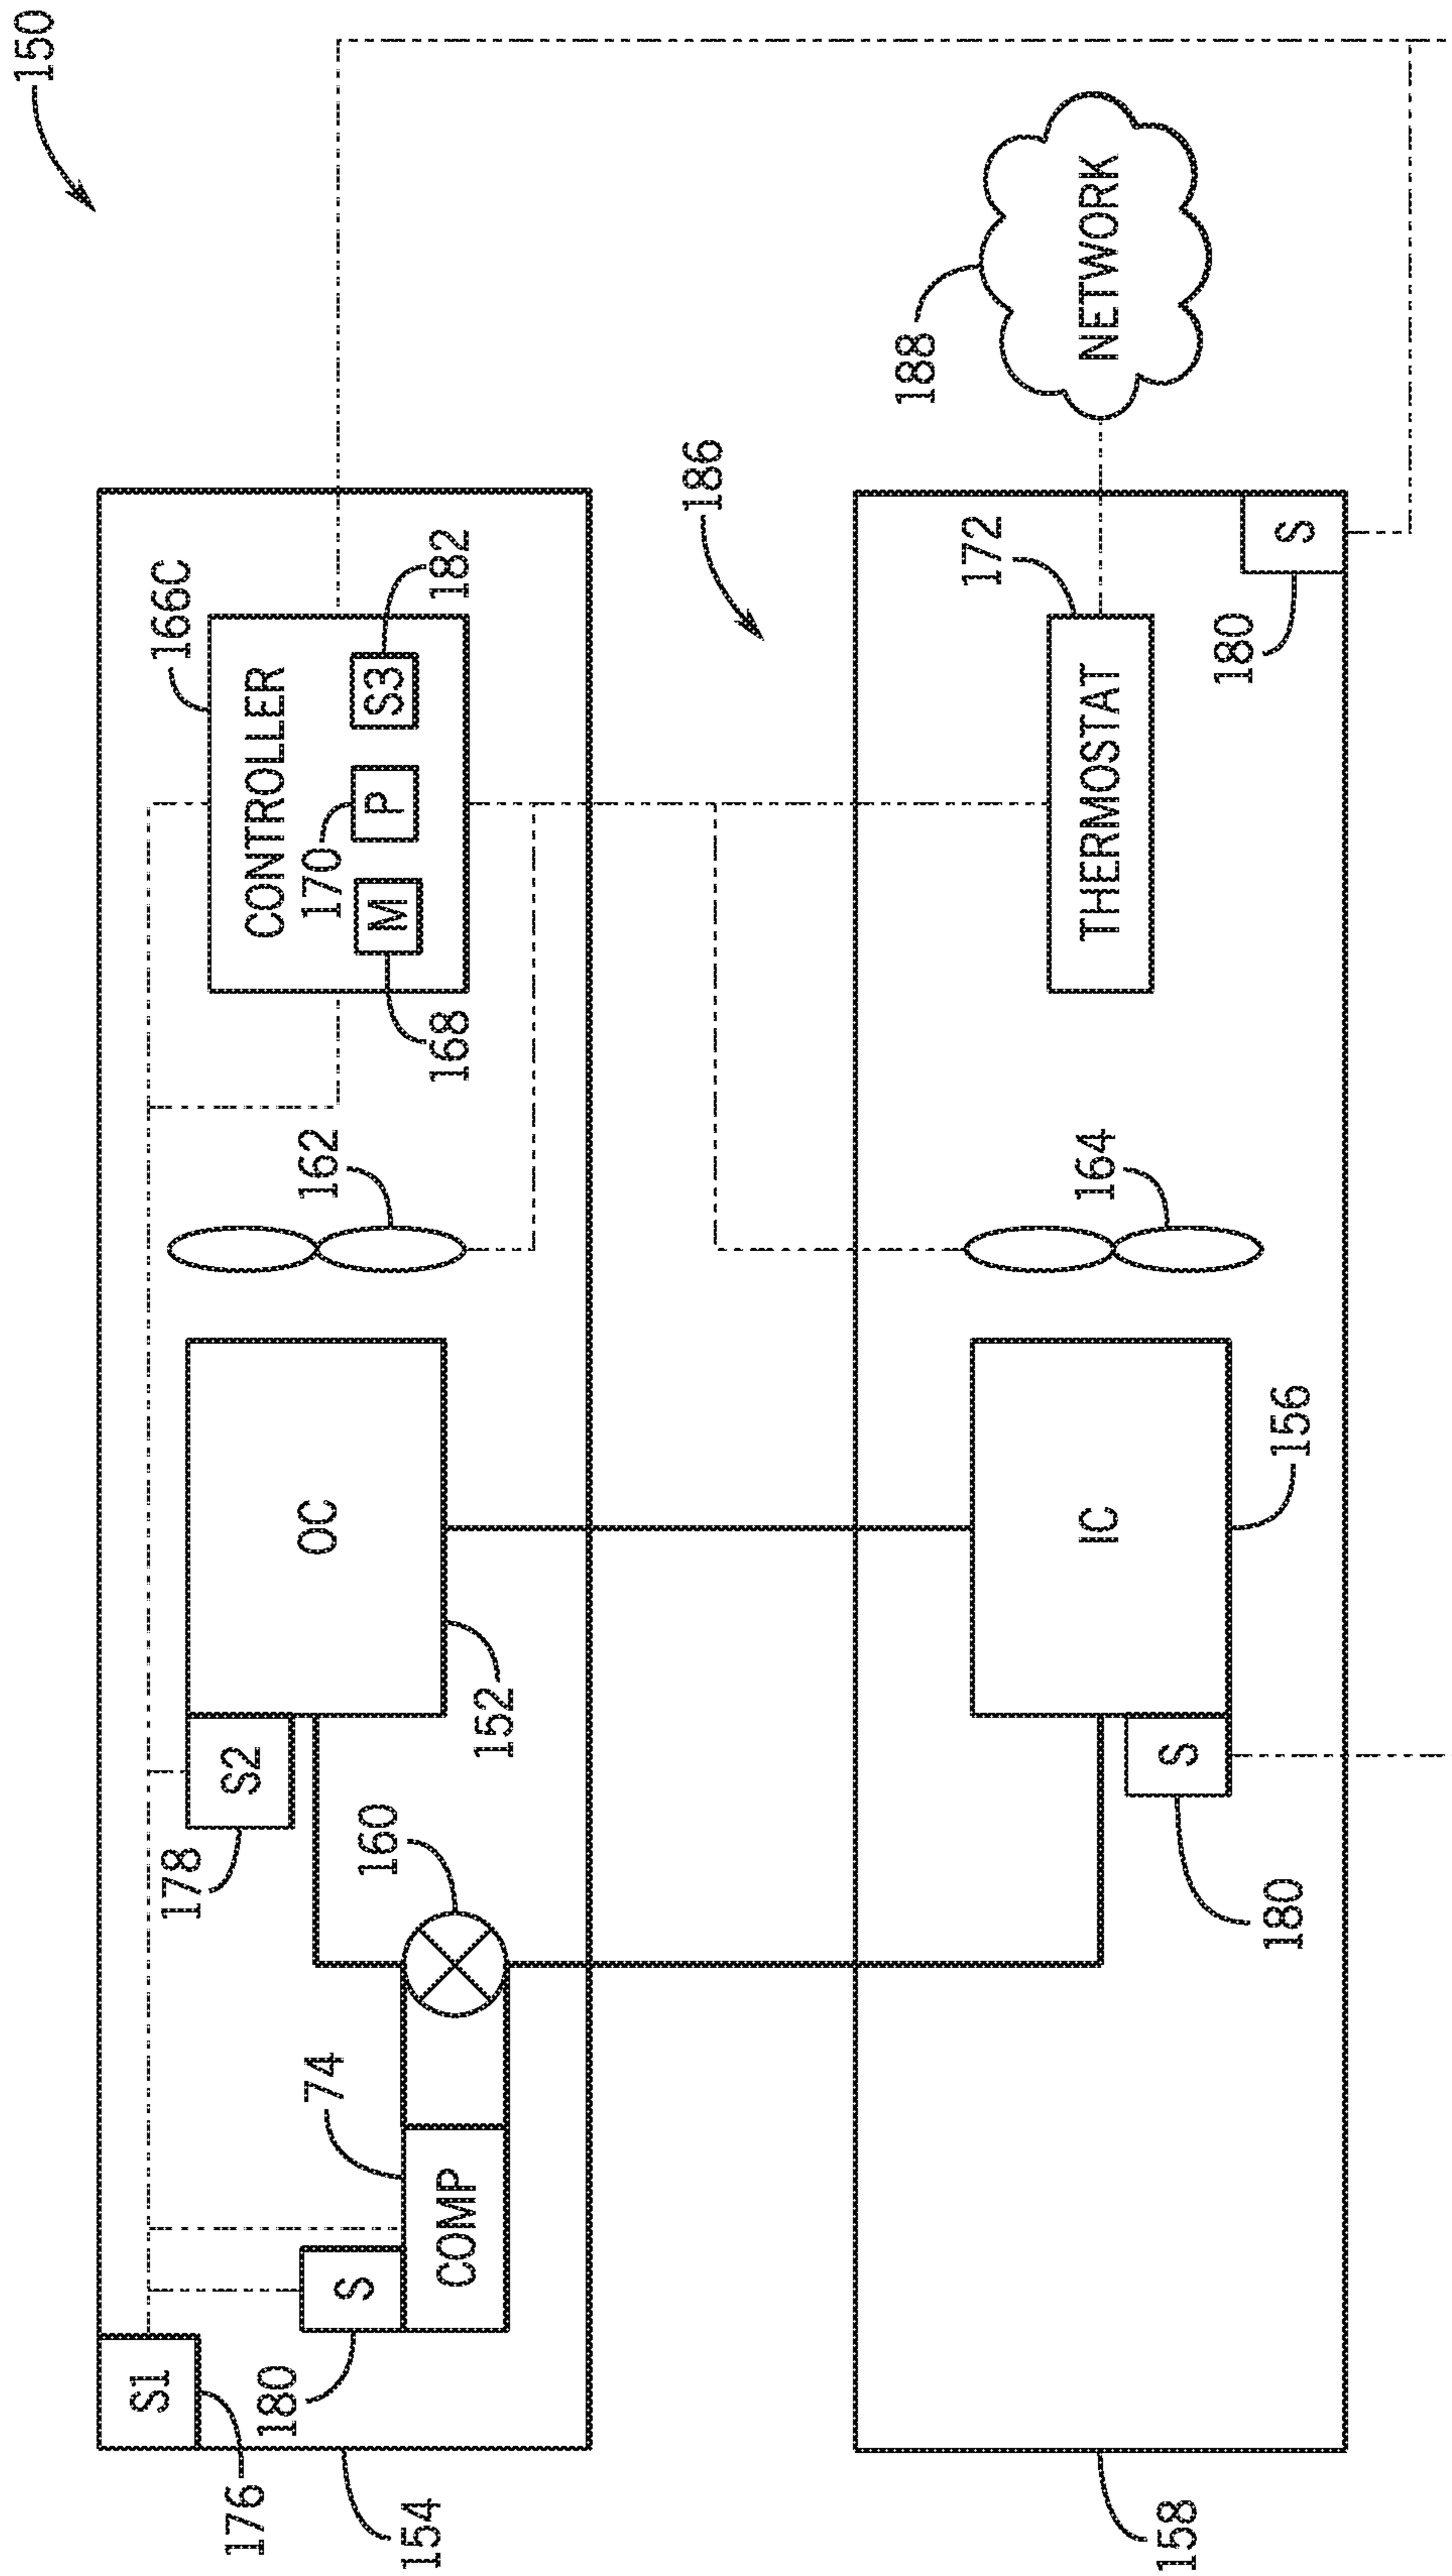 150
176
S1
154
180
S
COMP
74
160
178
S2
OC
152
162
168
M
170
P
S3
182
CONTROLLER
166C
186
188
NETWORK
158
180
S
IC
156
164
THERMOSTAT
172
180
S